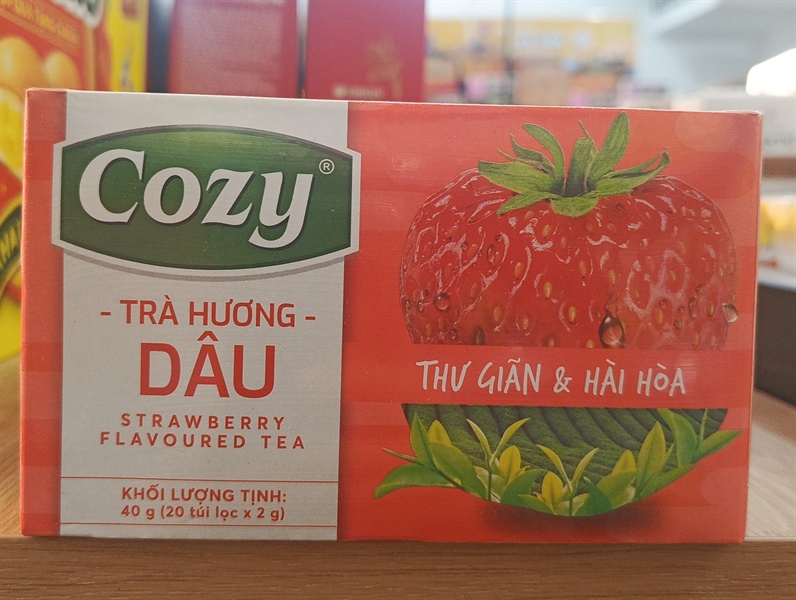 Cozy®
- TRÀ HƯƠNG -
DÂU
STRAWBERRY
FLAVOURED TEA
KHỐI LƯỢNG TỊNH:
40 g (20 túi lọc x 2 g)
THƯ GIÃN & HÀI HÒA